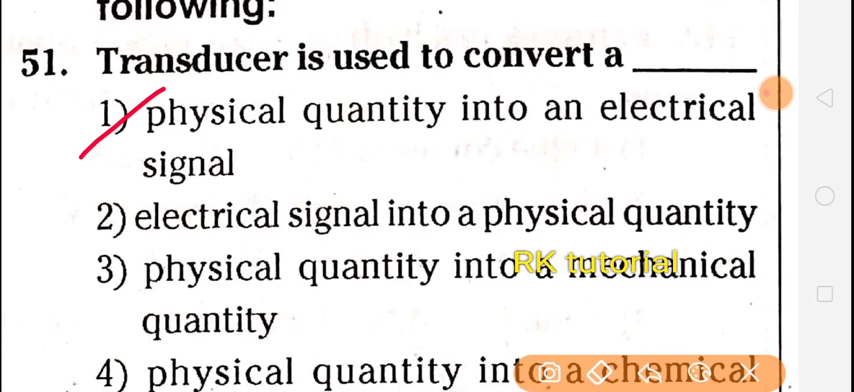 following:
51. Transducer is used to convert a ______
1) physical quantity into an electrical
signal
2) electrical signal into a physical quantity
3) physical quantity into a mechanical
quantity
4) physical quantity into a chemical
RK tutorial